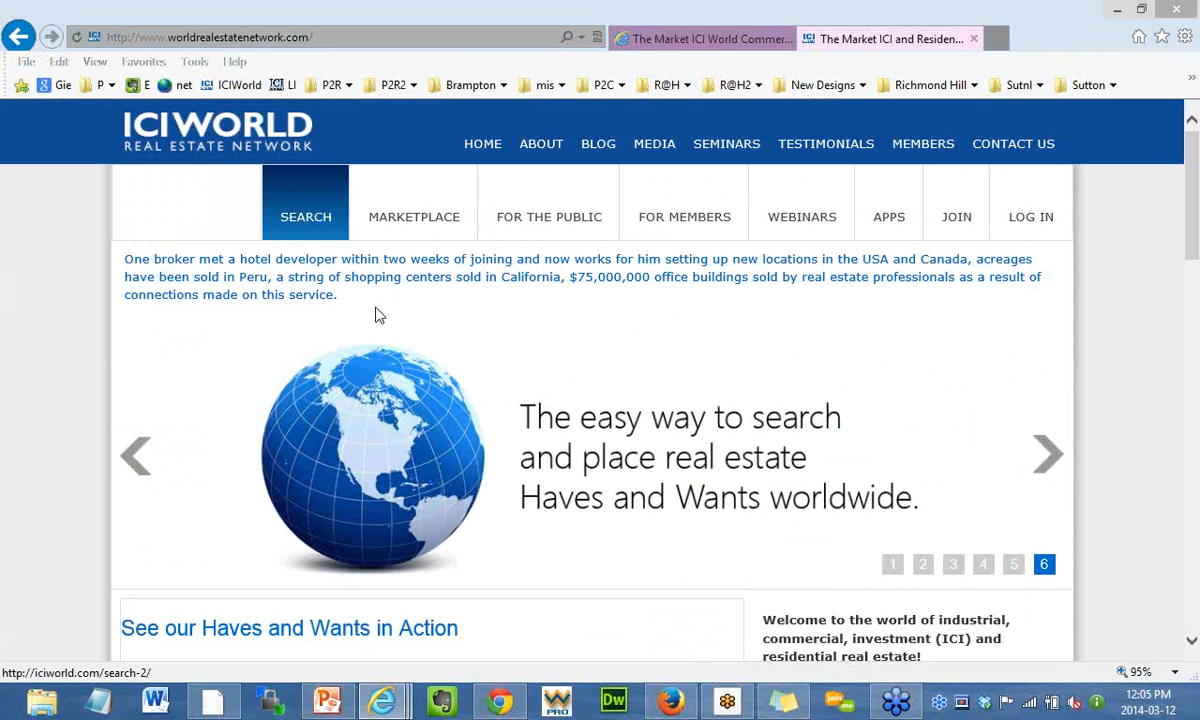 http://www.worldrealestatenetwork.com/
The Market ICI World Commer...
The Market ICI and Residen...
File Edit View Favorites Tools Help
Gie P E net ICIWorld LI P2R P2R2 Brampton mis P2C R@H R@H2 New Designs Richmond Hill Sutnl Sutton
ICIWORLD
REAL ESTATE NETWORK
HOME ABOUT BLOG MEDIA SEMINARS TESTIMONIALS MEMBERS CONTACT US
SEARCH MARKETPLACE FOR THE PUBLIC FOR MEMBERS WEBINARS APPS JOIN LOG IN
One broker met a hotel developer within two weeks of joining and now works for him setting up new locations in the USA and Canada, acreages
have been sold in Peru, a string of shopping centers sold in California, $75,000,000 office buildings sold by real estate professionals as a result of
connections made on this service.
The easy way to search
and place real estate
Haves and Wants worldwide.
1 2 3 4 5 6
See our Haves and Wants in Action
Welcome to the world of industrial,
commercial, investment (ICI) and
residential real estate!
http://iciworld.com/search-2/
95%
12:05 PM
2014-03-12